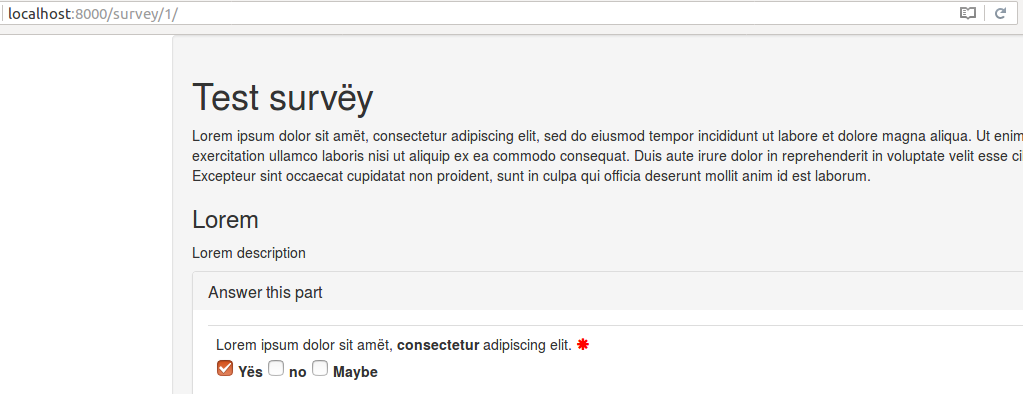 localhost:8000/survey/1/
Test survëy
Lorem ipsum dolor sit amët, consectetur adipiscing elit, sed do eiusmod tempor incididunt ut labore et dolore magna aliqua. Ut enim
exercitation ullamco laboris nisi ut aliquip ex ea commodo consequat. Duis aute irure dolor in reprehenderit in voluptate velit esse
Excepteur sint occaecat cupidatat non proident, sunt in culpa qui officia deserunt mollit anim id est laborum.
Lorem
Lorem description
Answer this part
Lorem ipsum dolor sit amët, consectetur adipiscing elit. *
Yës no Maybe